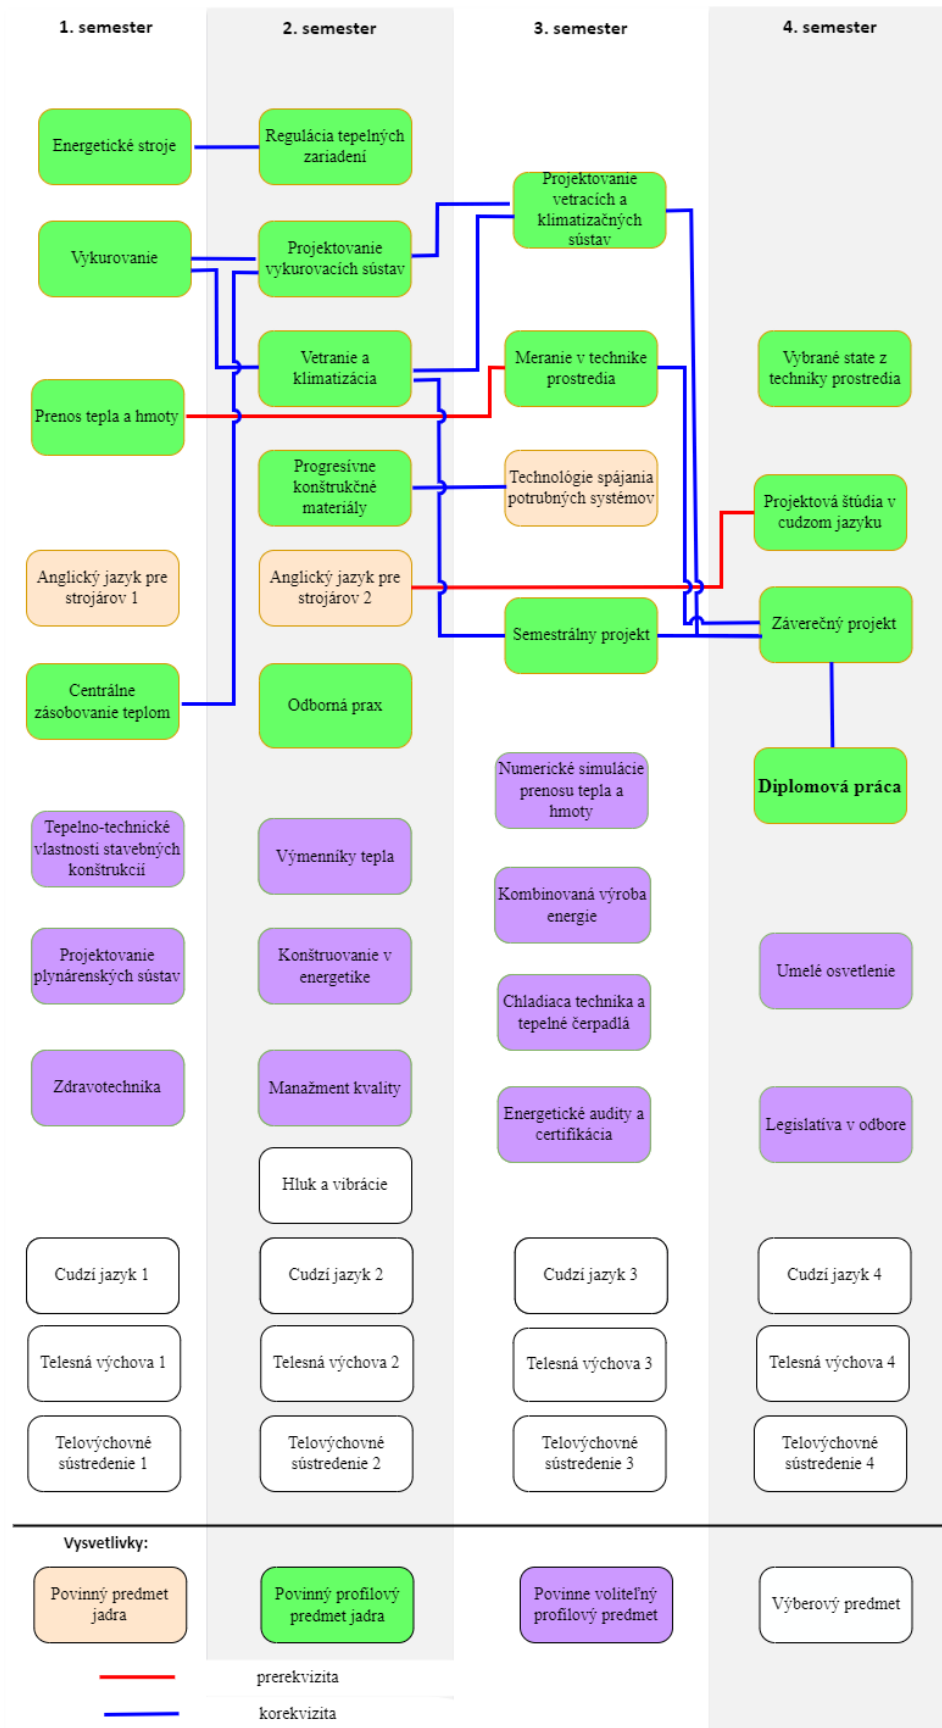 1. semester
2. semester
3. semester
4. semester
Energetické stroje
Regulácia tepelných
zariadení
Projektovanie
vetracích a
klimatizačných
sústav
Vykurovanie
Projektovanie
vykurovacích sústav
Vetranie a
klimatizácia
Meranie v technike
prostredia
Vybrané state z
techniky prostredia
Prenos tepla a hmoty
Progresívne
konštrukčné
materiály
Technológie spájania
potrubných systémov
Projektová štúdia v
cudzom jazyku
Anglický jazyk pre
strojárov 1
Anglický jazyk pre
strojárov 2
Semestrálny projekt
Záverečný projekt
Centrálne
zásobovanie teplom
Odborná prax
Numerické simulácie
prenosu tepla a
hmoty
Diplomová práca
Tepelno-technické
vlastnosti stavebných
konštrukcií
Výmenníky tepla
Kombinovaná výroba
energie
Projektovanie
plynárenských sústav
Konštruovanie v
energetike
Umelé osvetlenie
Chladiaca technika a
tepelné čerpadlá
Zdravotechnika
Manažment kvality
Energetické audity a
certifikácia
Legislatíva v odbore
Hluk a vibrácie
Cudzí jazyk 1
Cudzí jazyk 2
Cudzí jazyk 3
Cudzí jazyk 4
Telesná výchova 1
Telesná výchova 2
Telesná výchova 3
Telesná výchova 4
Telovýchovné
sústredenie 1
Telovýchovné
sústredenie 2
Telovýchovné
sústredenie 3
Telovýchovné
sústredenie 4
Vysvetlivky:
Povinný predmet
jadra
Povinný profilový
predmet jadra
Povinne voliteľný
profilový predmet
Výberový predmet
prerekvizita
korekvizita